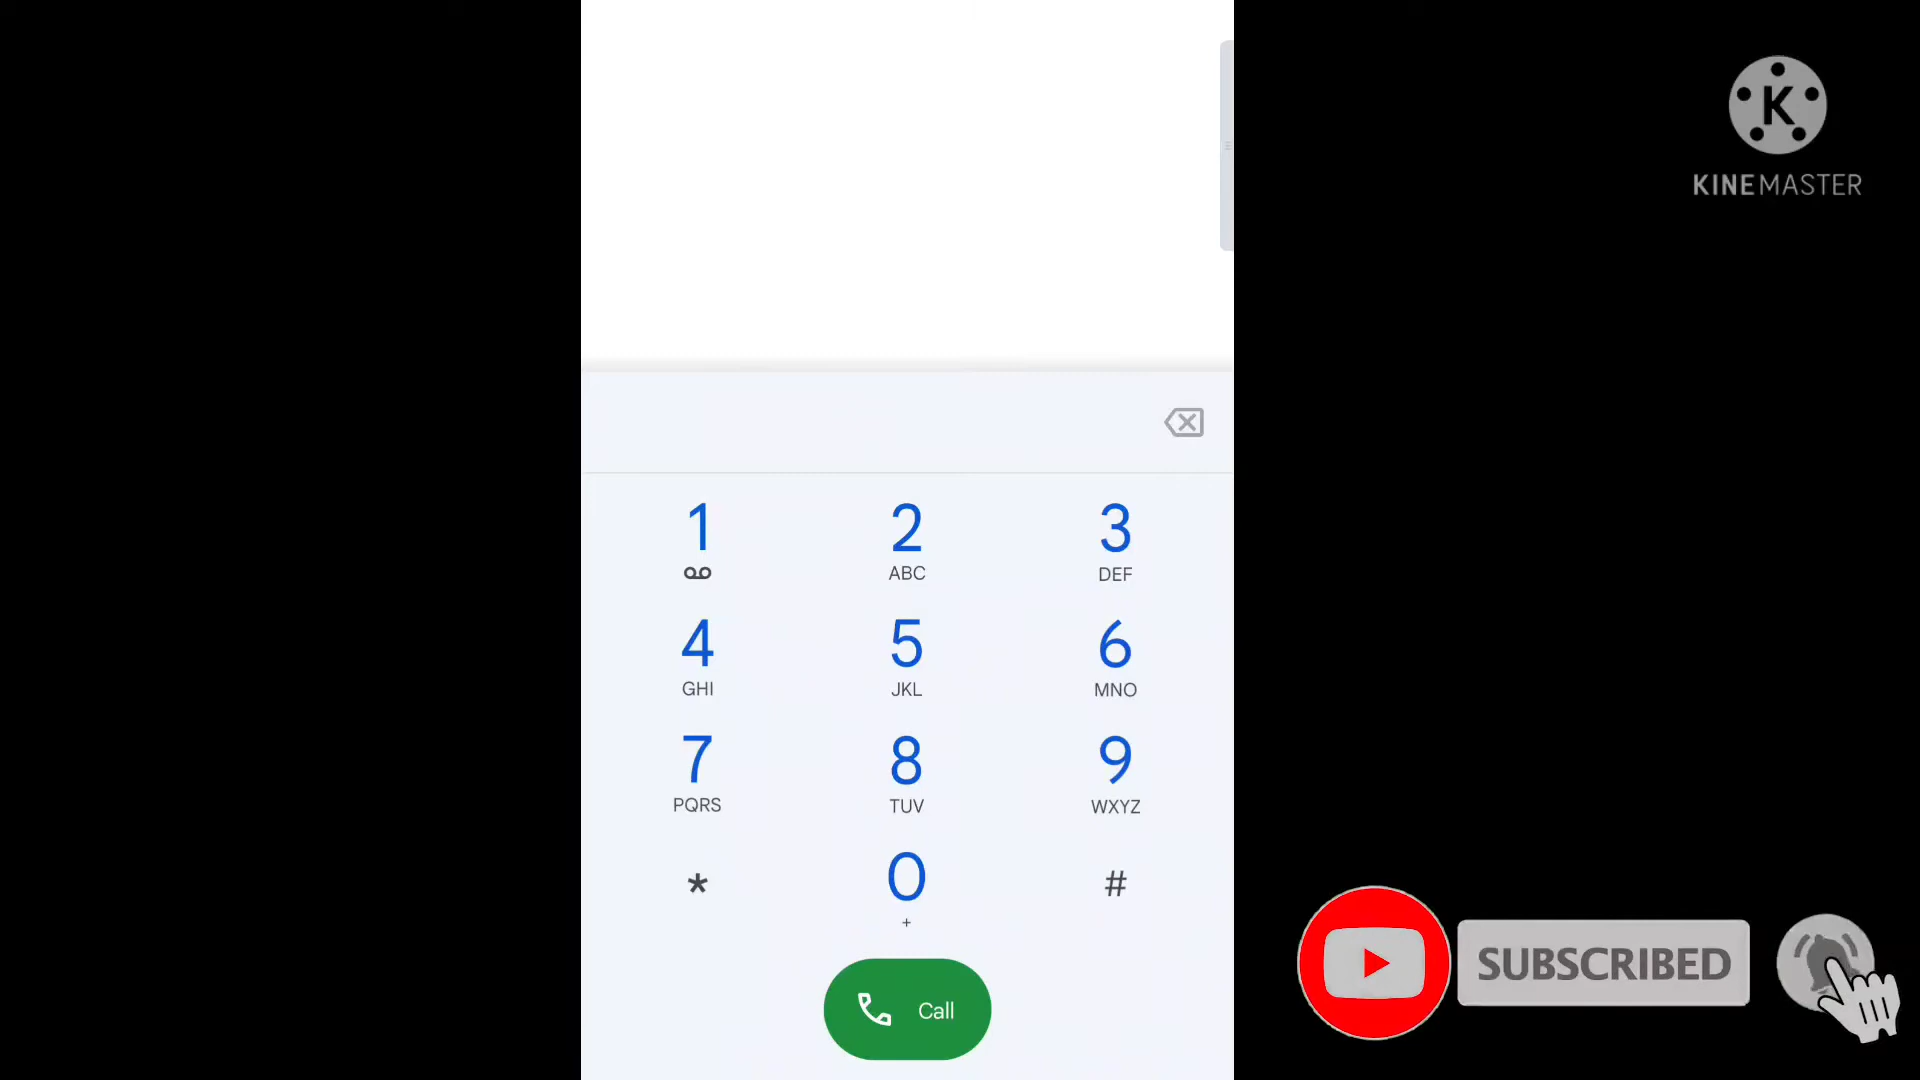 K
KINEMASTER
1 2 3
ABC DEF
4 5 6
GHI JKL MNO
7 8 9
PQRS TUV WXYZ
* 0 #
+
Call
SUBSCRIBED